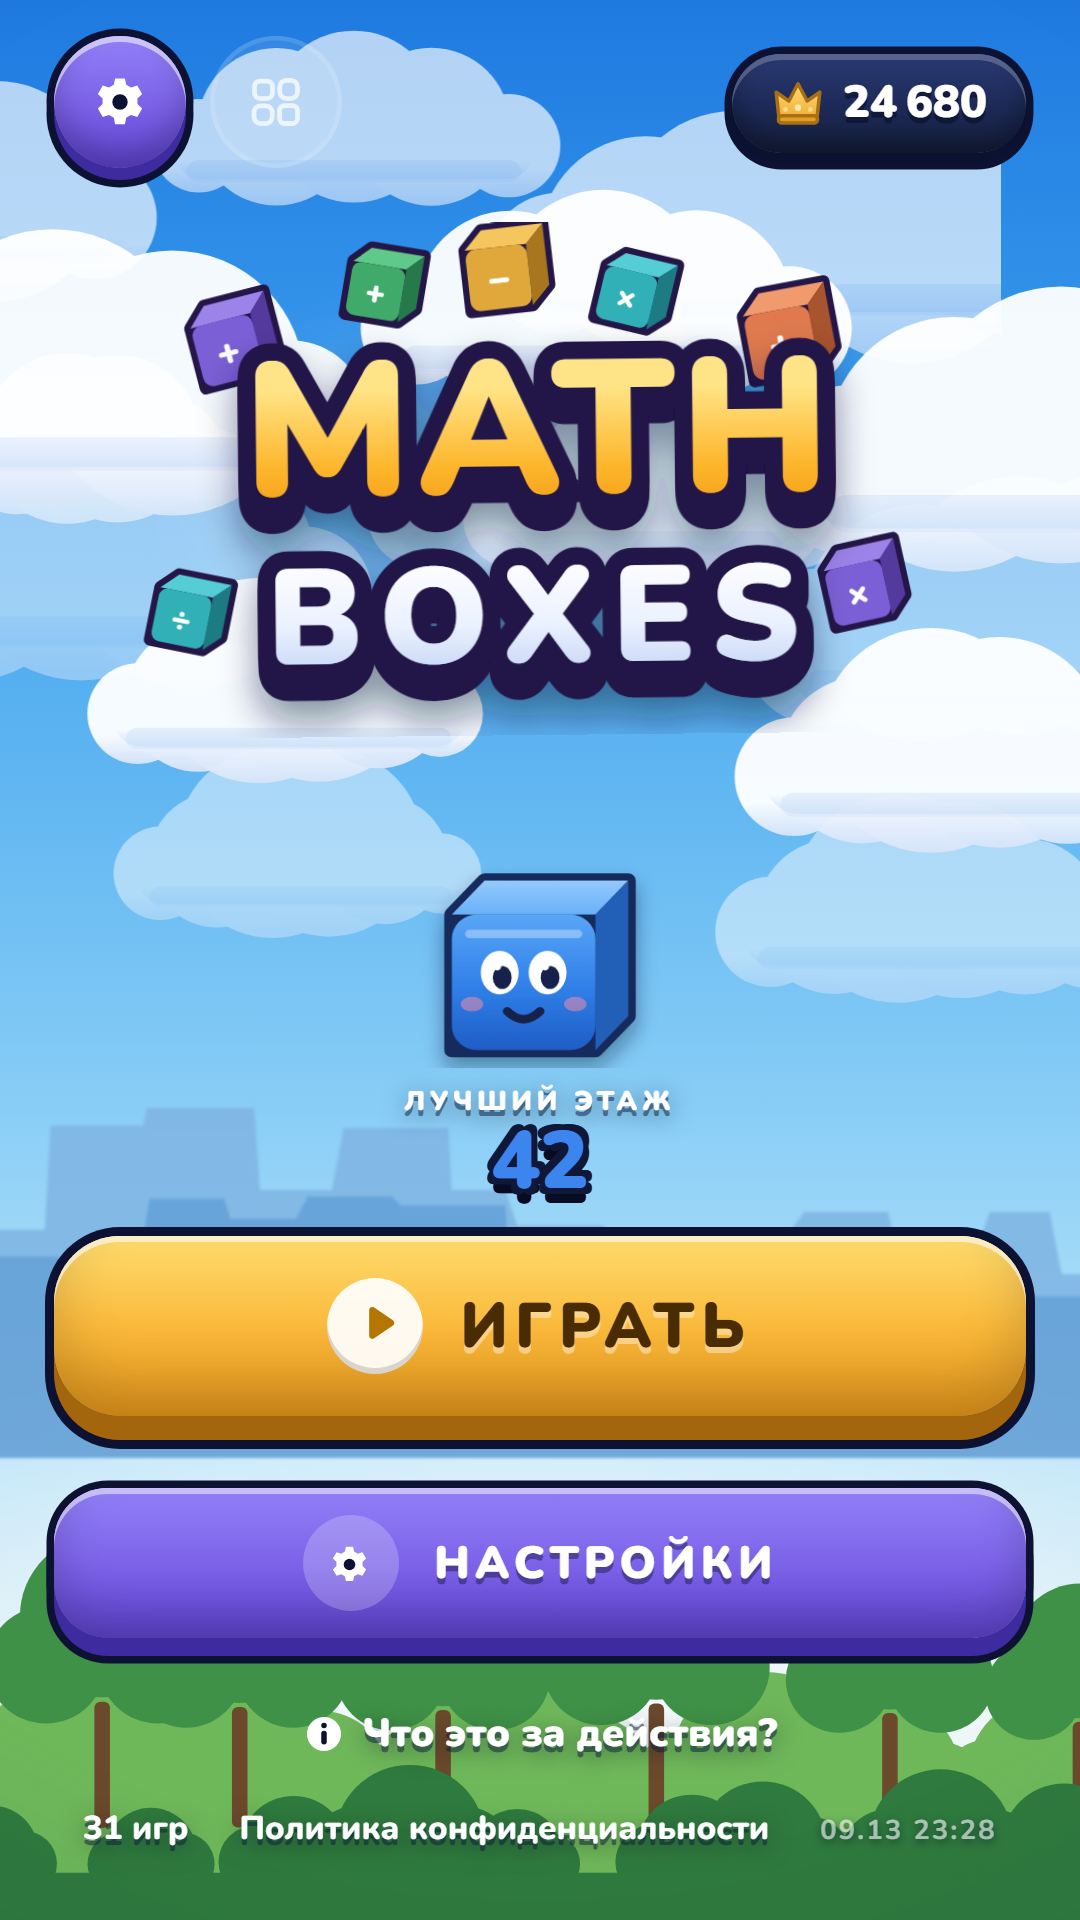 24 680
MATH
BOXES
ЛУЧШИЙ ЭТАЖ
42
ИГРАТЬ
НАСТРОЙКИ
Что это за действия?
31 игр Политика конфиденциальности 09.13 23:28